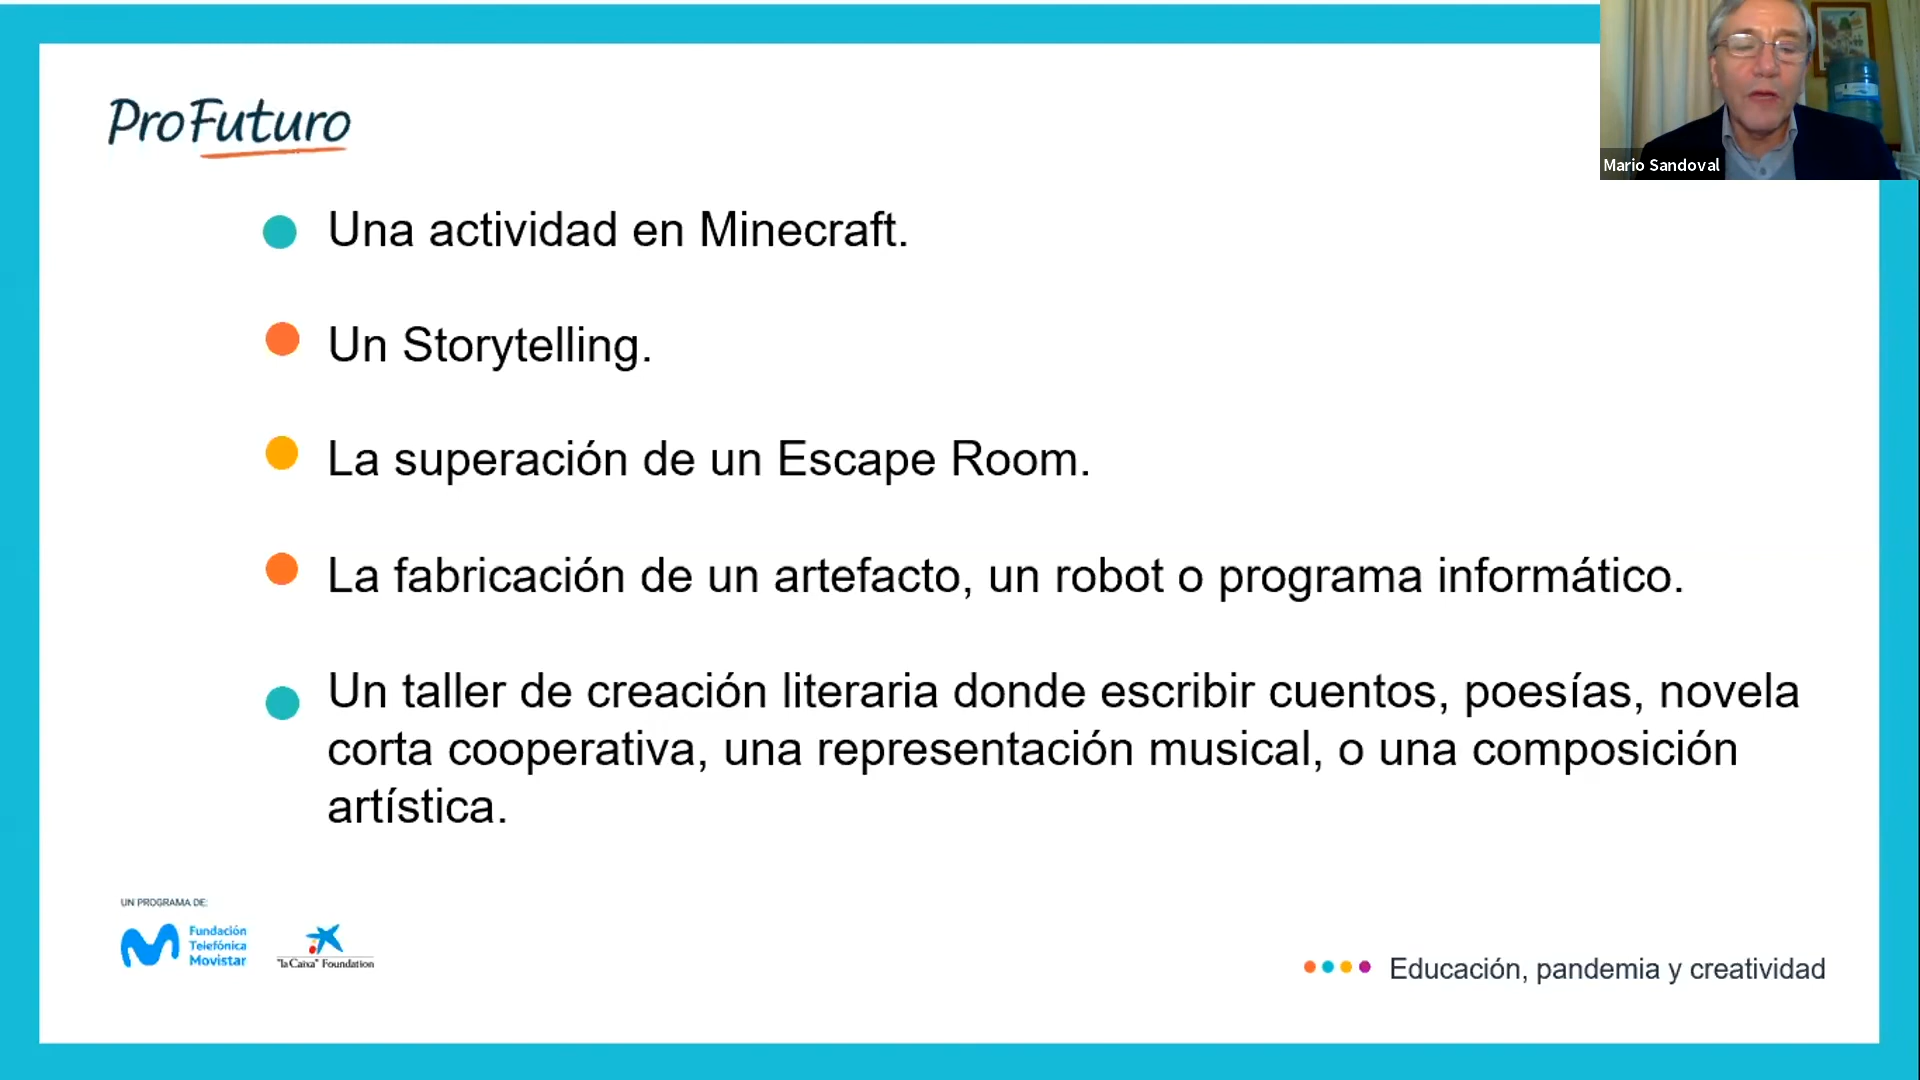 ProFuturo
Mario Sandoval
Una actividad en Minecraft.
Un Storytelling.
La superación de un Escape Room.
La fabricación de un artefacto, un robot o programa informático.
Un taller de creación literaria donde escribir cuentos, poesías, novela
corta cooperativa, una representación musical, o una composición
artística.
UN PROGRAMA DE:
Fundación
Telefónica
Movistar
"la Caixa" Foundation
Educación, pandemia y creatividad